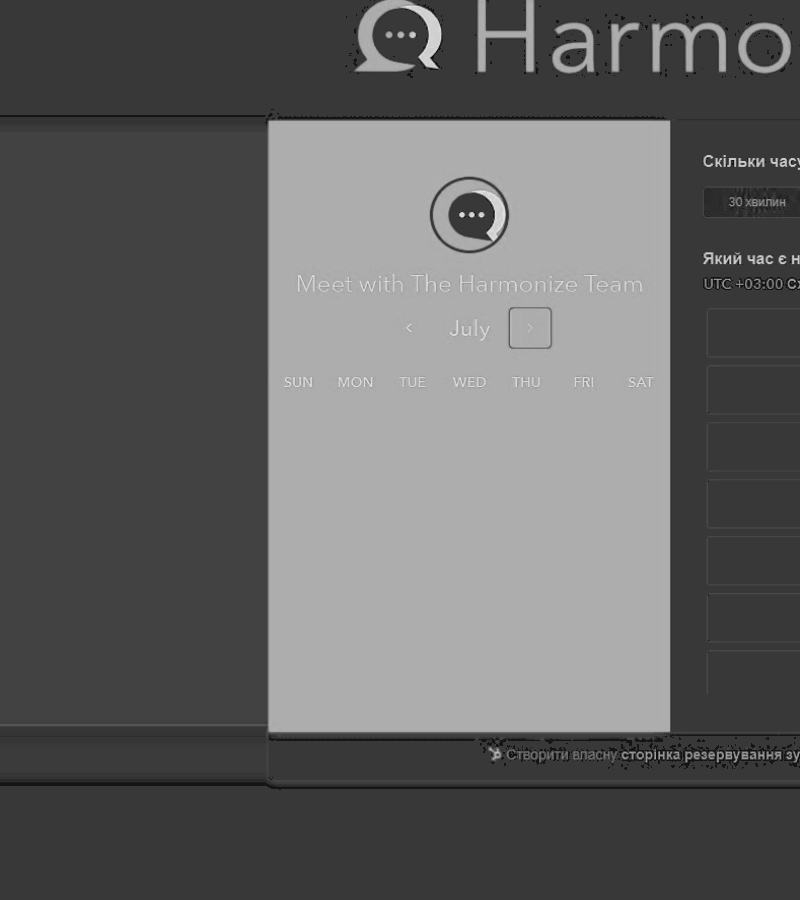 Harmo
Meet with The Harmonize Team
July
SUN MON TUE WED THU FRI SAT
Скільки часу
30 хвилин
Який час є н
UTC +03:00 Сх
Створити власну сторінка резервування зу